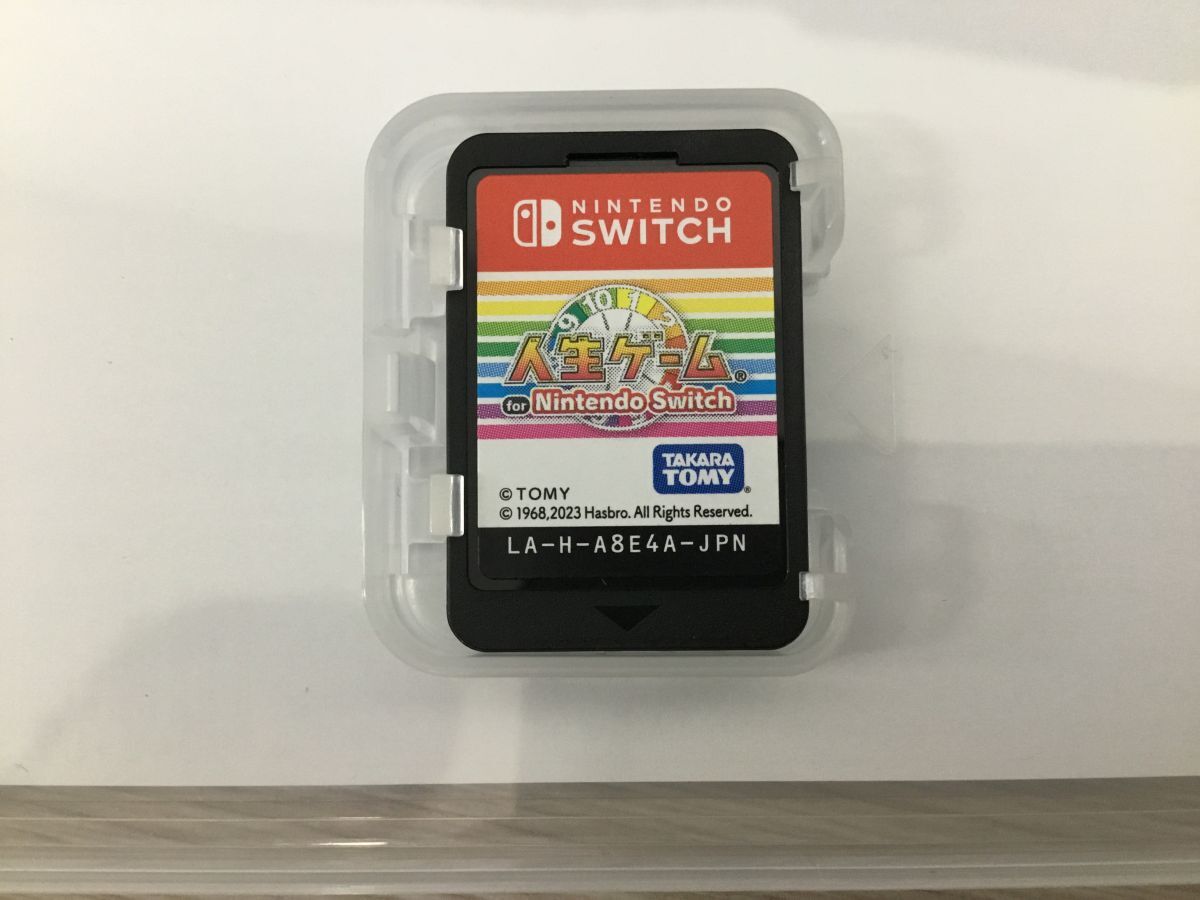 NINTENDO
SWITCH
9 10 1 2
人生ゲーム®
for Nintendo Switch
TAKARA
TOMY®
© TOMY
© 1968,2023 Hasbro. All Rights Reserved.
LA-H-A8E4A-JPN